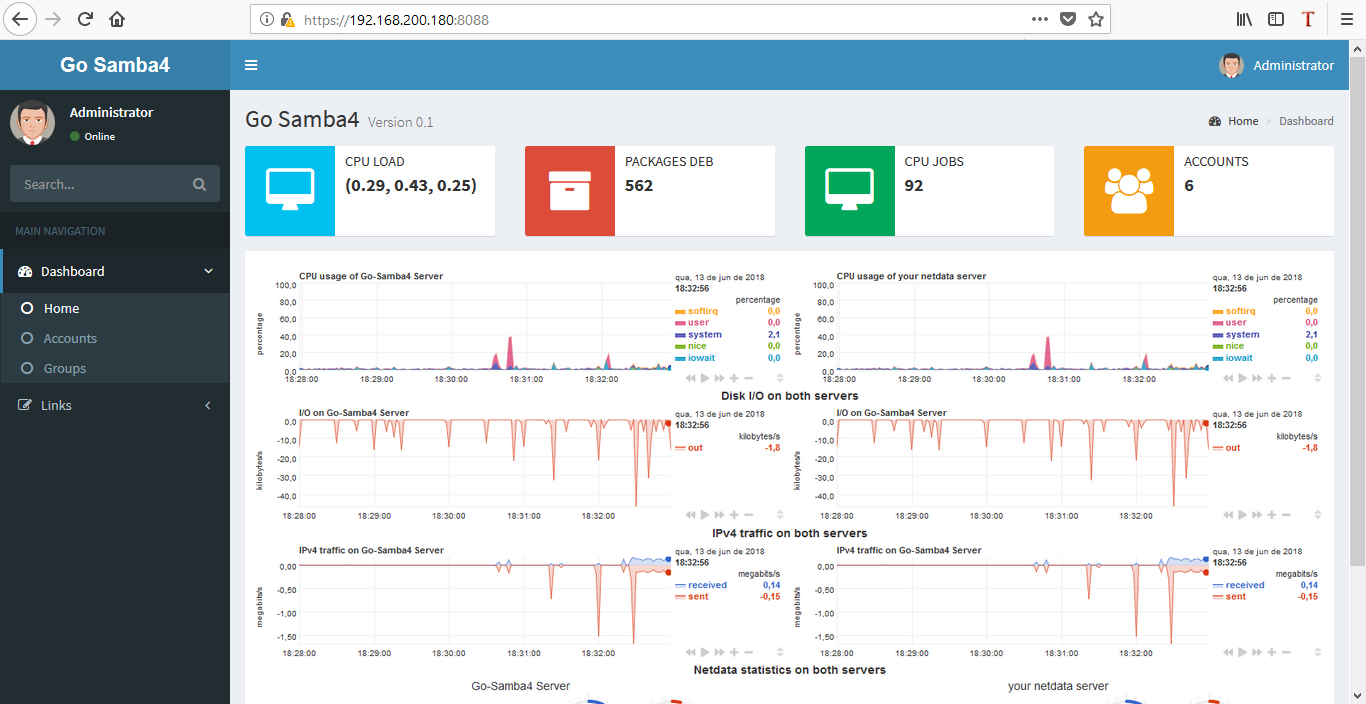 https://192.168.200.180:8088
Go Samba4
Administrator
Administrator
Online
Search...
MAIN NAVIGATION
Dashboard
Home
Accounts
Groups
Links
Go Samba4 Version 0.1
Home > Dashboard
CPU LOAD
(0.29, 0.43, 0.25)
PACKAGES DEB
562
CPU JOBS
92
ACCOUNTS
6
CPU usage of Go-Samba4 Server
percentage
100,0
80,0
60,0
40,0
20,0
0,0
18:28:00 18:29:00 18:30:00 18:31:00 18:32:00
qua, 13 de jun de 2018
18:32:56
percentage
softirq 0,0
user 0,0
system 2,1
nice 0,0
iowait 0,0
CPU usage of your netdata server
percentage
100,0
80,0
60,0
40,0
20,0
0,0
18:28:00 18:29:00 18:30:00 18:31:00 18:32:00
qua, 13 de jun de 2018
18:32:56
percentage
softirq 0,0
user 0,0
system 2,1
nice 0,0
iowait 0,0
Disk I/O on both servers
I/O on Go-Samba4 Server
kilobytes/s
0,0
-10,0
-20,0
-30,0
-40,0
18:28:00 18:29:00 18:30:00 18:31:00 18:32:00
qua, 13 de jun de 2018
18:32:56
kilobytes/s
out -1,8
I/O on Go-Samba4 Server
kilobytes/s
0,0
-10,0
-20,0
-30,0
-40,0
18:28:00 18:29:00 18:30:00 18:31:00 18:32:00
qua, 13 de jun de 2018
18:32:56
kilobytes/s
out -1,8
IPv4 traffic on both servers
IPv4 traffic on Go-Samba4 Server
megabits/s
0,00
-0,50
-1,00
-1,50
18:28:00 18:29:00 18:30:00 18:31:00 18:32:00
qua, 13 de jun de 2018
18:32:56
megabits/s
received 0,14
sent -0,15
IPv4 traffic on Go-Samba4 Server
megabits/s
0,00
-0,50
-1,00
-1,50
18:28:00 18:29:00 18:30:00 18:31:00 18:32:00
qua, 13 de jun de 2018
18:32:56
megabits/s
received 0,14
sent -0,15
Netdata statistics on both servers
Go-Samba4 Server
your netdata server